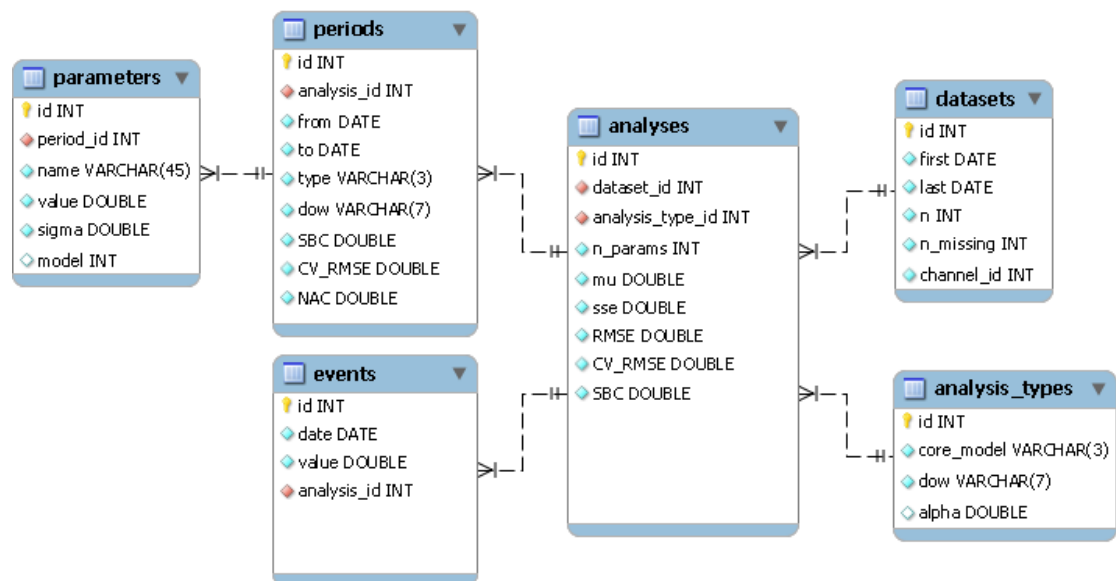 parameters
id INT
period_id INT
name VARCHAR(45)
value DOUBLE
sigma DOUBLE
model INT
periods
id INT
analysis_id INT
from DATE
to DATE
type VARCHAR(3)
dow VARCHAR(7)
SBC DOUBLE
CV_RMSE DOUBLE
NAC DOUBLE
events
id INT
date DATE
value DOUBLE
analysis_id INT
analyses
id INT
dataset_id INT
analysis_type_id INT
n_params INT
mu DOUBLE
sse DOUBLE
RMSE DOUBLE
CV_RMSE DOUBLE
SBC DOUBLE
datasets
id INT
first DATE
last DATE
n INT
n_missing INT
channel_id INT
analysis_types
id INT
core_model VARCHAR(3)
dow VARCHAR(7)
alpha DOUBLE